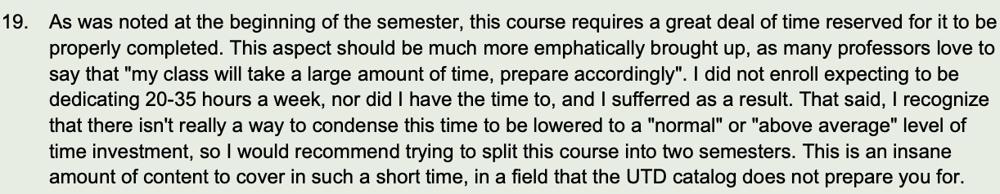 19. As was noted at the beginning of the semester, this course requires a great deal of time reserved for it to be
properly completed. This aspect should be much more emphatically brought up, as many professors love to
say that "my class will take a large amount of time, prepare accordingly". I did not enroll expecting to be
dedicating 20-35 hours a week, nor did I have the time to, and I sufferred as a result. That said, I recognize
that there isn't really a way to condense this time to be lowered to a "normal" or "above average" level of
time investment, so I would recommend trying to split this course into two semesters. This is an insane
amount of content to cover in such a short time, in a field that the UTD catalog does not prepare you for.